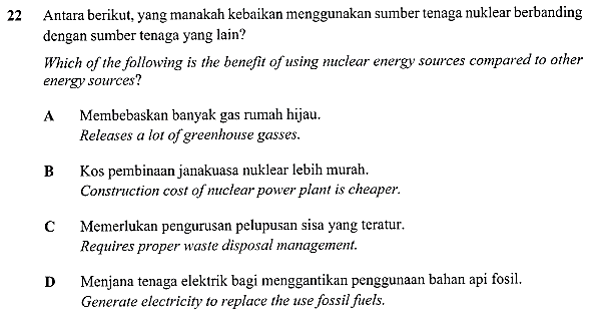 22 Antara berikut, yang manakah kebaikan menggunakan sumber tenaga nuklear berbanding
dengan sumber tenaga yang lain?
Which of the following is the benefit of using nuclear energy sources compared to other
energy sources?
A Membebaskan banyak gas rumah hijau.
Releases a lot of greenhouse gasses.
B Kos pembinaan janakuasa nuklear lebih murah.
Construction cost of nuclear power plant is cheaper.
C Memerlukan pengurusan pelupusan sisa yang teratur.
Requires proper waste disposal management.
D Menjana tenaga elektrik bagi menggantikan penggunaan bahan api fosil.
Generate electricity to replace the use fossil fuels.